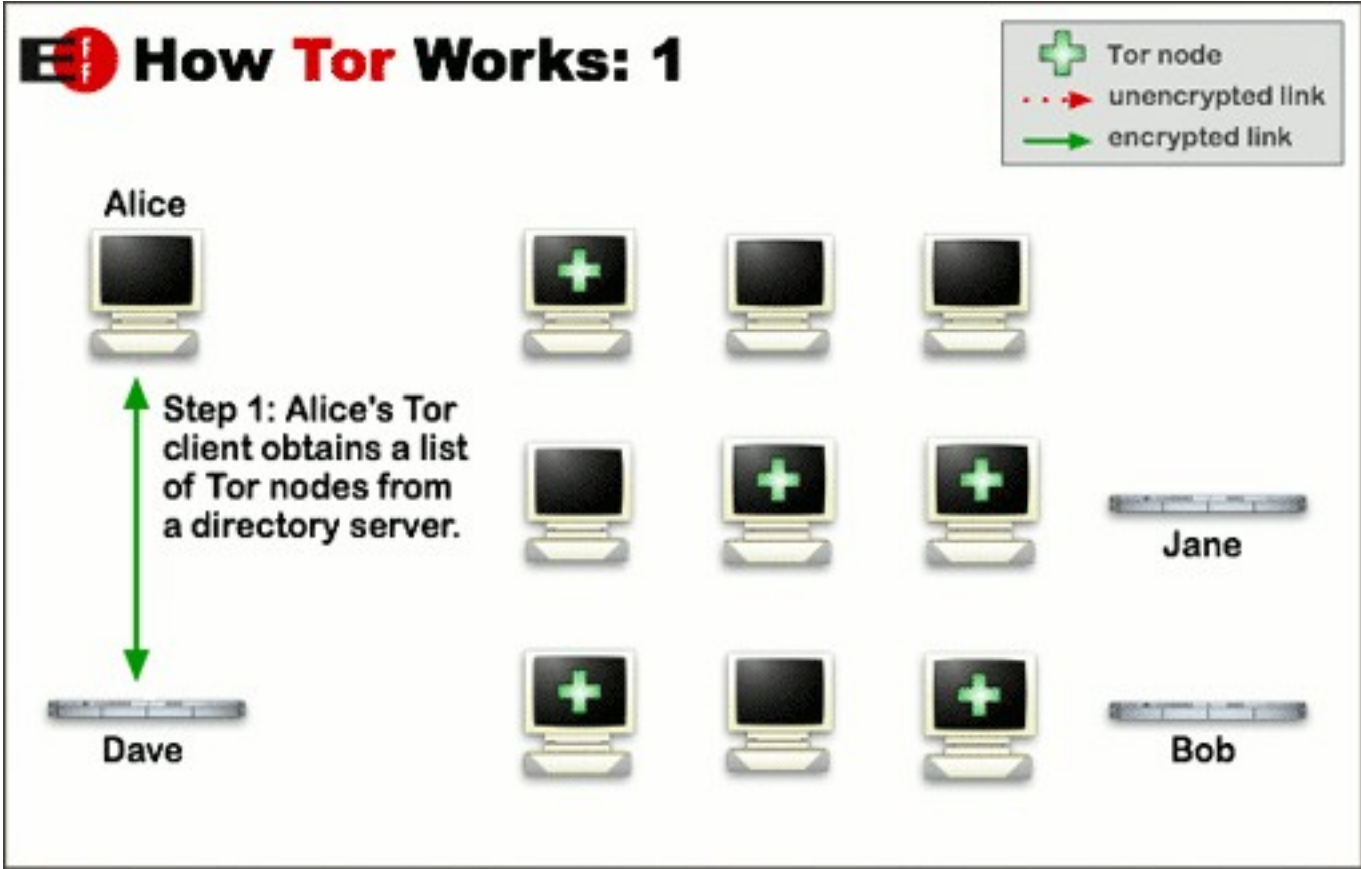 EFF How Tor Works: 1
Tor node
unencrypted link
encrypted link
Alice
Step 1: Alice's Tor
client obtains a list
of Tor nodes from
a directory server.
Jane
Dave
Bob